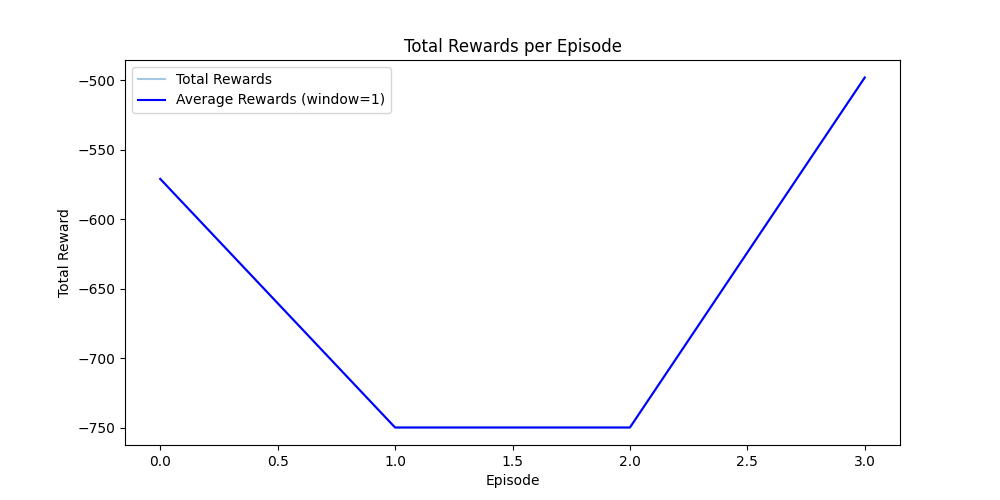 Total Rewards per Episode
Total Rewards
Average Rewards (window=1)
Total Reward
−500
−550
−600
−650
−700
−750
0.0 0.5 1.0 1.5 2.0 2.5 3.0
Episode